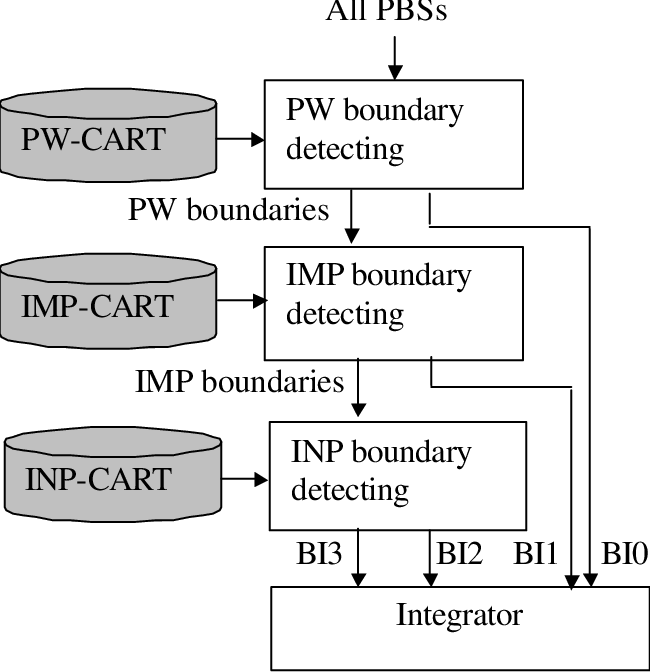 All PBSs
PW boundary
detecting
PW-CART
PW boundaries
IMP boundary
detecting
IMP-CART
IMP boundaries
INP boundary
detecting
INP-CART
BI3
BI2
BI1
BI0
Integrator